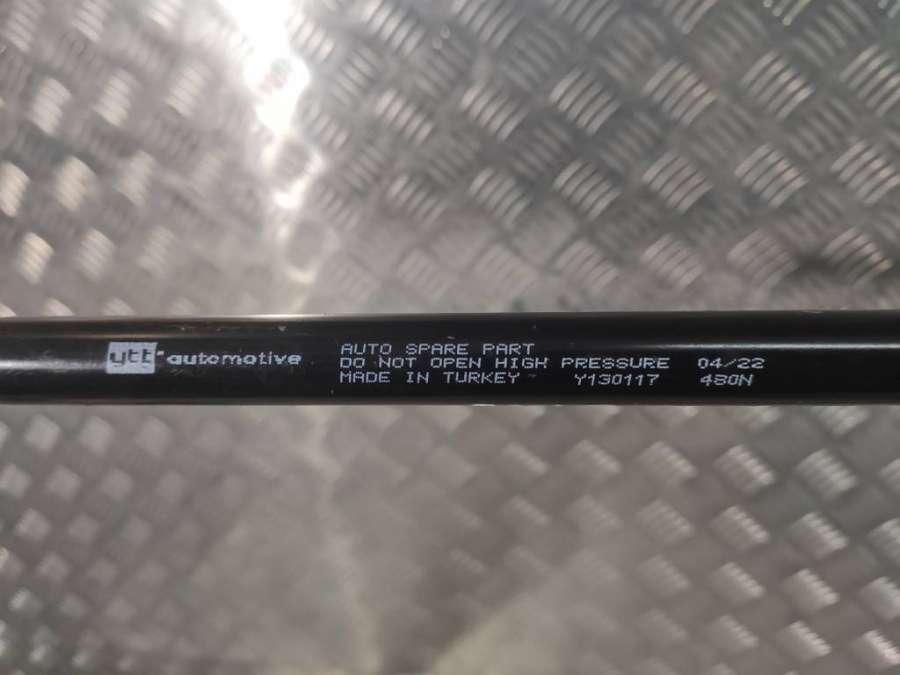 ytt automotive
AUTO SPARE PART
DO NOT OPEN HIGH PRESSURE 04/22
MADE IN TURKEY Y130117 480N